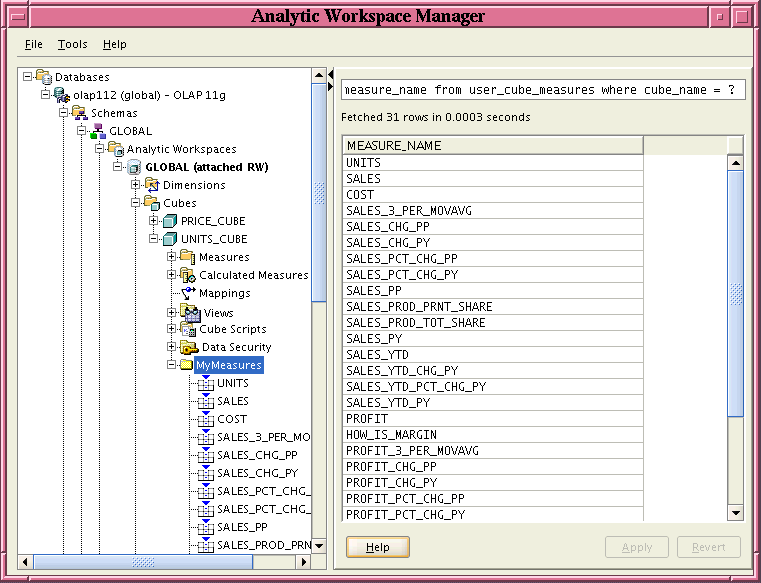 Analytic Workspace Manager
File Tools Help
Databases
olap112 (global) - OLAP 11g
Schemas
GLOBAL
Analytic Workspaces
GLOBAL (attached RW)
Dimensions
Cubes
PRICE_CUBE
UNITS_CUBE
Measures
Calculated Measures
Mappings
Views
Cube Scripts
Data Security
MyMeasures
UNITS
SALES
COST
SALES_3_PER_MO
SALES_CHG_PP
SALES_CHG_PY
SALES_PCT_CHG_
SALES_PCT_CHG_
SALES_PP
SALES_PROD_PRN
measure_name from user_cube_measures where cube_name = ?
Fetched 31 rows in 0.0003 seconds
MEASURE_NAME
UNITS
SALES
COST
SALES_3_PER_MOVAVG
SALES_CHG_PP
SALES_CHG_PY
SALES_PCT_CHG_PP
SALES_PCT_CHG_PY
SALES_PP
SALES_PROD_PRNT_SHARE
SALES_PROD_TOT_SHARE
SALES_PY
SALES_YTD
SALES_YTD_CHG_PY
SALES_YTD_PCT_CHG_PY
SALES_YTD_PY
PROFIT
HOW_IS_MARGIN
PROFIT_3_PER_MOVAVG
PROFIT_CHG_PP
PROFIT_CHG_PY
PROFIT_PCT_CHG_PP
PROFIT_PCT_CHG_PY
Help Apply Revert